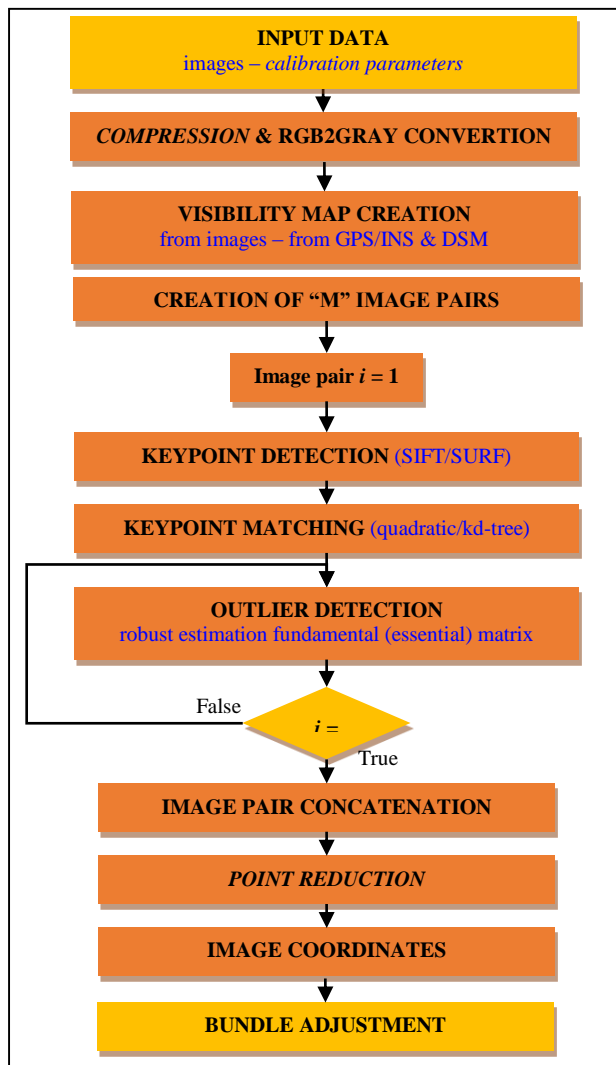 INPUT DATA
images – calibration parameters
COMPRESSION & RGB2GRAY CONVERTION
VISIBILITY MAP CREATION
from images – from GPS/INS & DSM
CREATION OF “M” IMAGE PAIRS
Image pair i = 1
KEYPOINT DETECTION (SIFT/SURF)
KEYPOINT MATCHING (quadratic/kd-tree)
OUTLIER DETECTION
robust estimation fundamental (essential) matrix
False
i =
True
IMAGE PAIR CONCATENATION
POINT REDUCTION
IMAGE COORDINATES
BUNDLE ADJUSTMENT